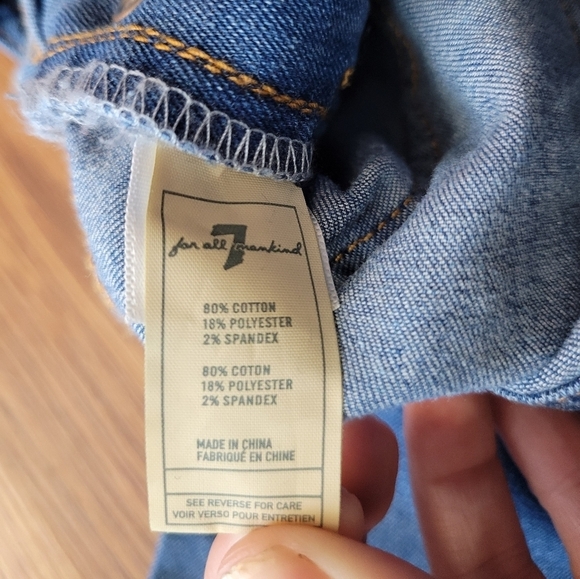 7
for all mankind
80% COTTON
18% POLYESTER
2% SPANDEX
80% COTON
18% POLYESTER
2% SPANDEX
MADE IN CHINA
FABRIQUÉ EN CHINE
SEE REVERSE FOR CARE
VOIR VERSO POUR ENTRETIEN